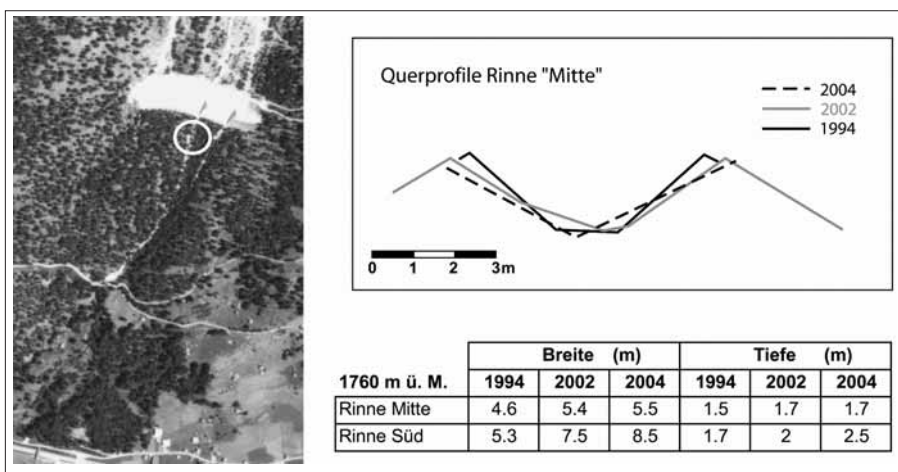 Querprofile Rinne "Mitte"
2004
2002
1994
0 1 2 3m
Breite (m) Tiefe (m)
1760 m ü. M. 1994 2002 2004 1994 2002 2004
Rinne Mitte 4.6 5.4 5.5 1.5 1.7 1.7
Rinne Süd 5.3 7.5 8.5 1.7 2 2.5